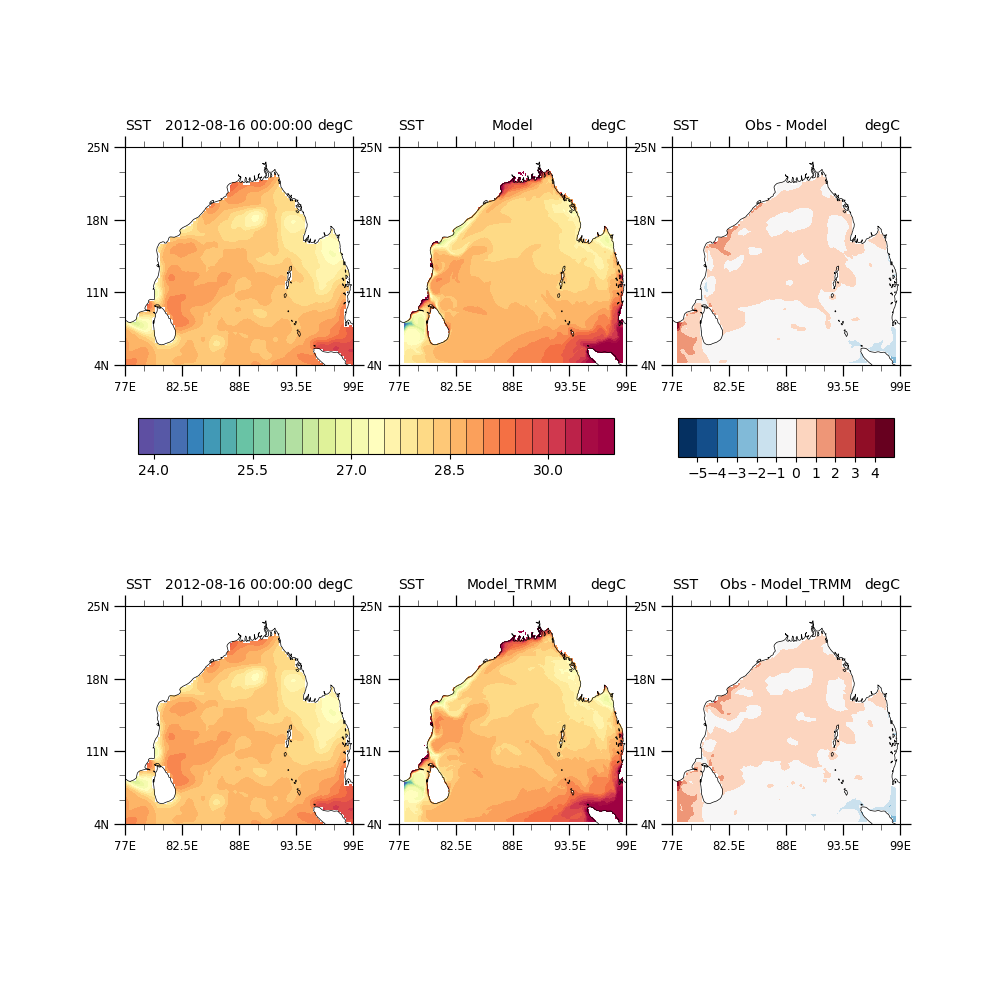 SST 2012-08-16 00:00:00 degC SST Model degC SST Obs - Model degC
25N 25N 25N
18N 18N 18N
11N 11N 11N
4N 4N 4N
77E 82.5E 88E 93.5E 99E 77E 82.5E 88E 93.5E 99E 77E 82.5E 88E 93.5E 99E
24.0 25.5 27.0 28.5 30.0 −5 −4 −3 −2 −1 0 1 2 3 4
SST 2012-08-16 00:00:00 degC SST Model_TRMM degC SST Obs - Model_TRMM degC
25N 25N 25N
18N 18N 18N
11N 11N 11N
4N 4N 4N
77E 82.5E 88E 93.5E 99E 77E 82.5E 88E 93.5E 99E 77E 82.5E 88E 93.5E 99E